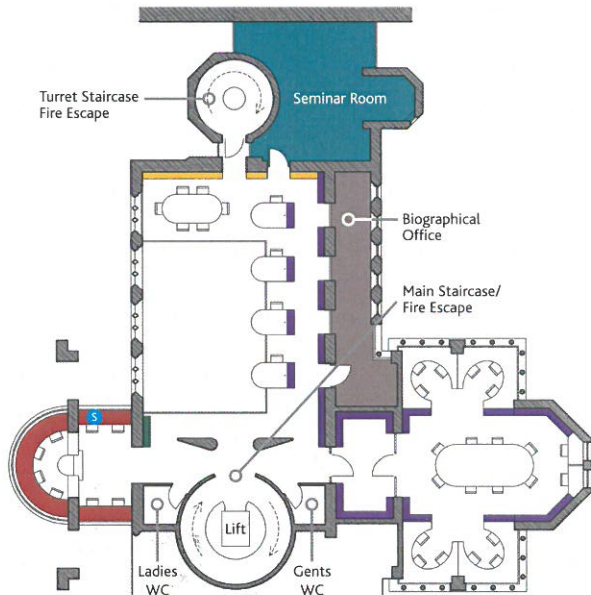 Turret Staircase
Fire Escape
Seminar Room
Biographical
Office
Main Staircase/
Fire Escape
S
Lift
Ladies
WC
Gents
WC